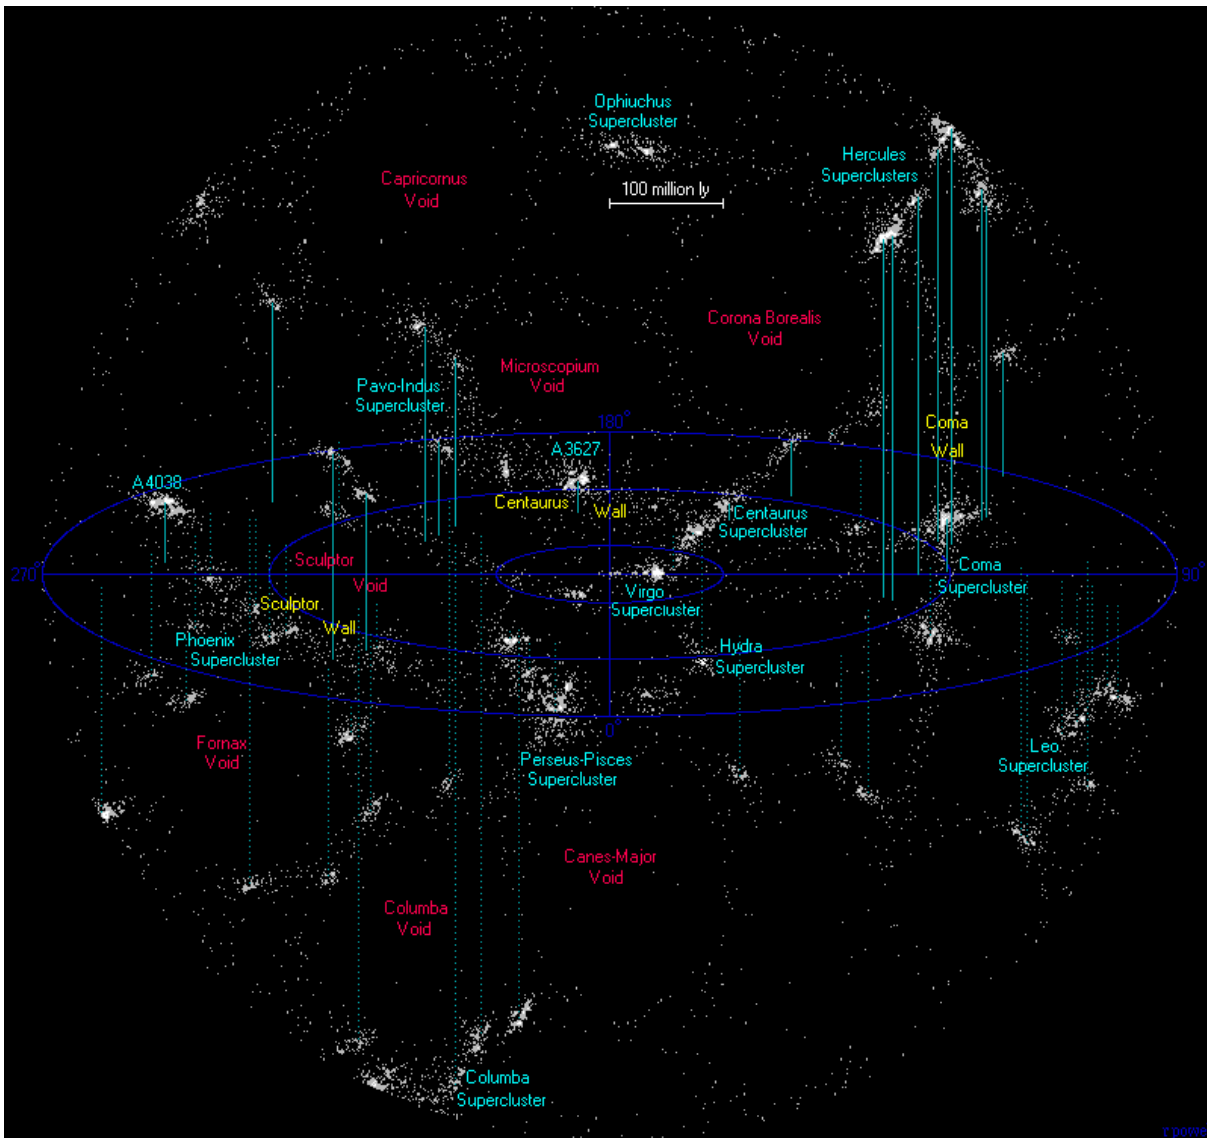 Ophiuchus
Supercluster
Hercules
Superclusters
Capricornus
Void
100 million ly
Corona Borealis
Void
Microscopium
Void
Pavo-Indus
Supercluster
180°
Coma
Wall
A3627
A4038
Centaurus
Wall
Centaurus
Supercluster
Sculptor
Void
270°
90°
Coma
Supercluster
Virgo
Supercluster
Sculptor
Wall
Phoenix
Supercluster
Hydra
Supercluster
0°
Fornax
Void
Perseus-Pisces
Supercluster
Leo
Supercluster
Canes-Major
Void
Columba
Void
Columba
Supercluster
r powell